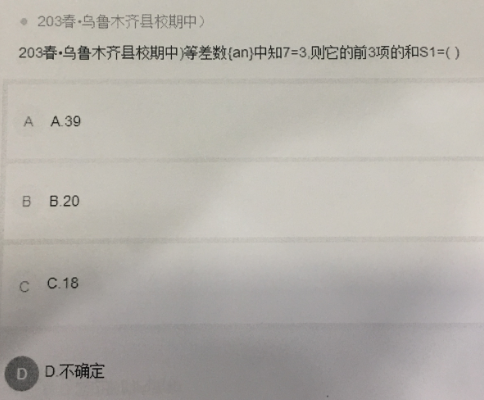 203春•乌鲁木齐县校期中）
203春•乌鲁木齐县校期中)等差数{an}中知7=3,则它的前3项的和S1=( )
A A.39
B B.20
C C.18
D D.不确定